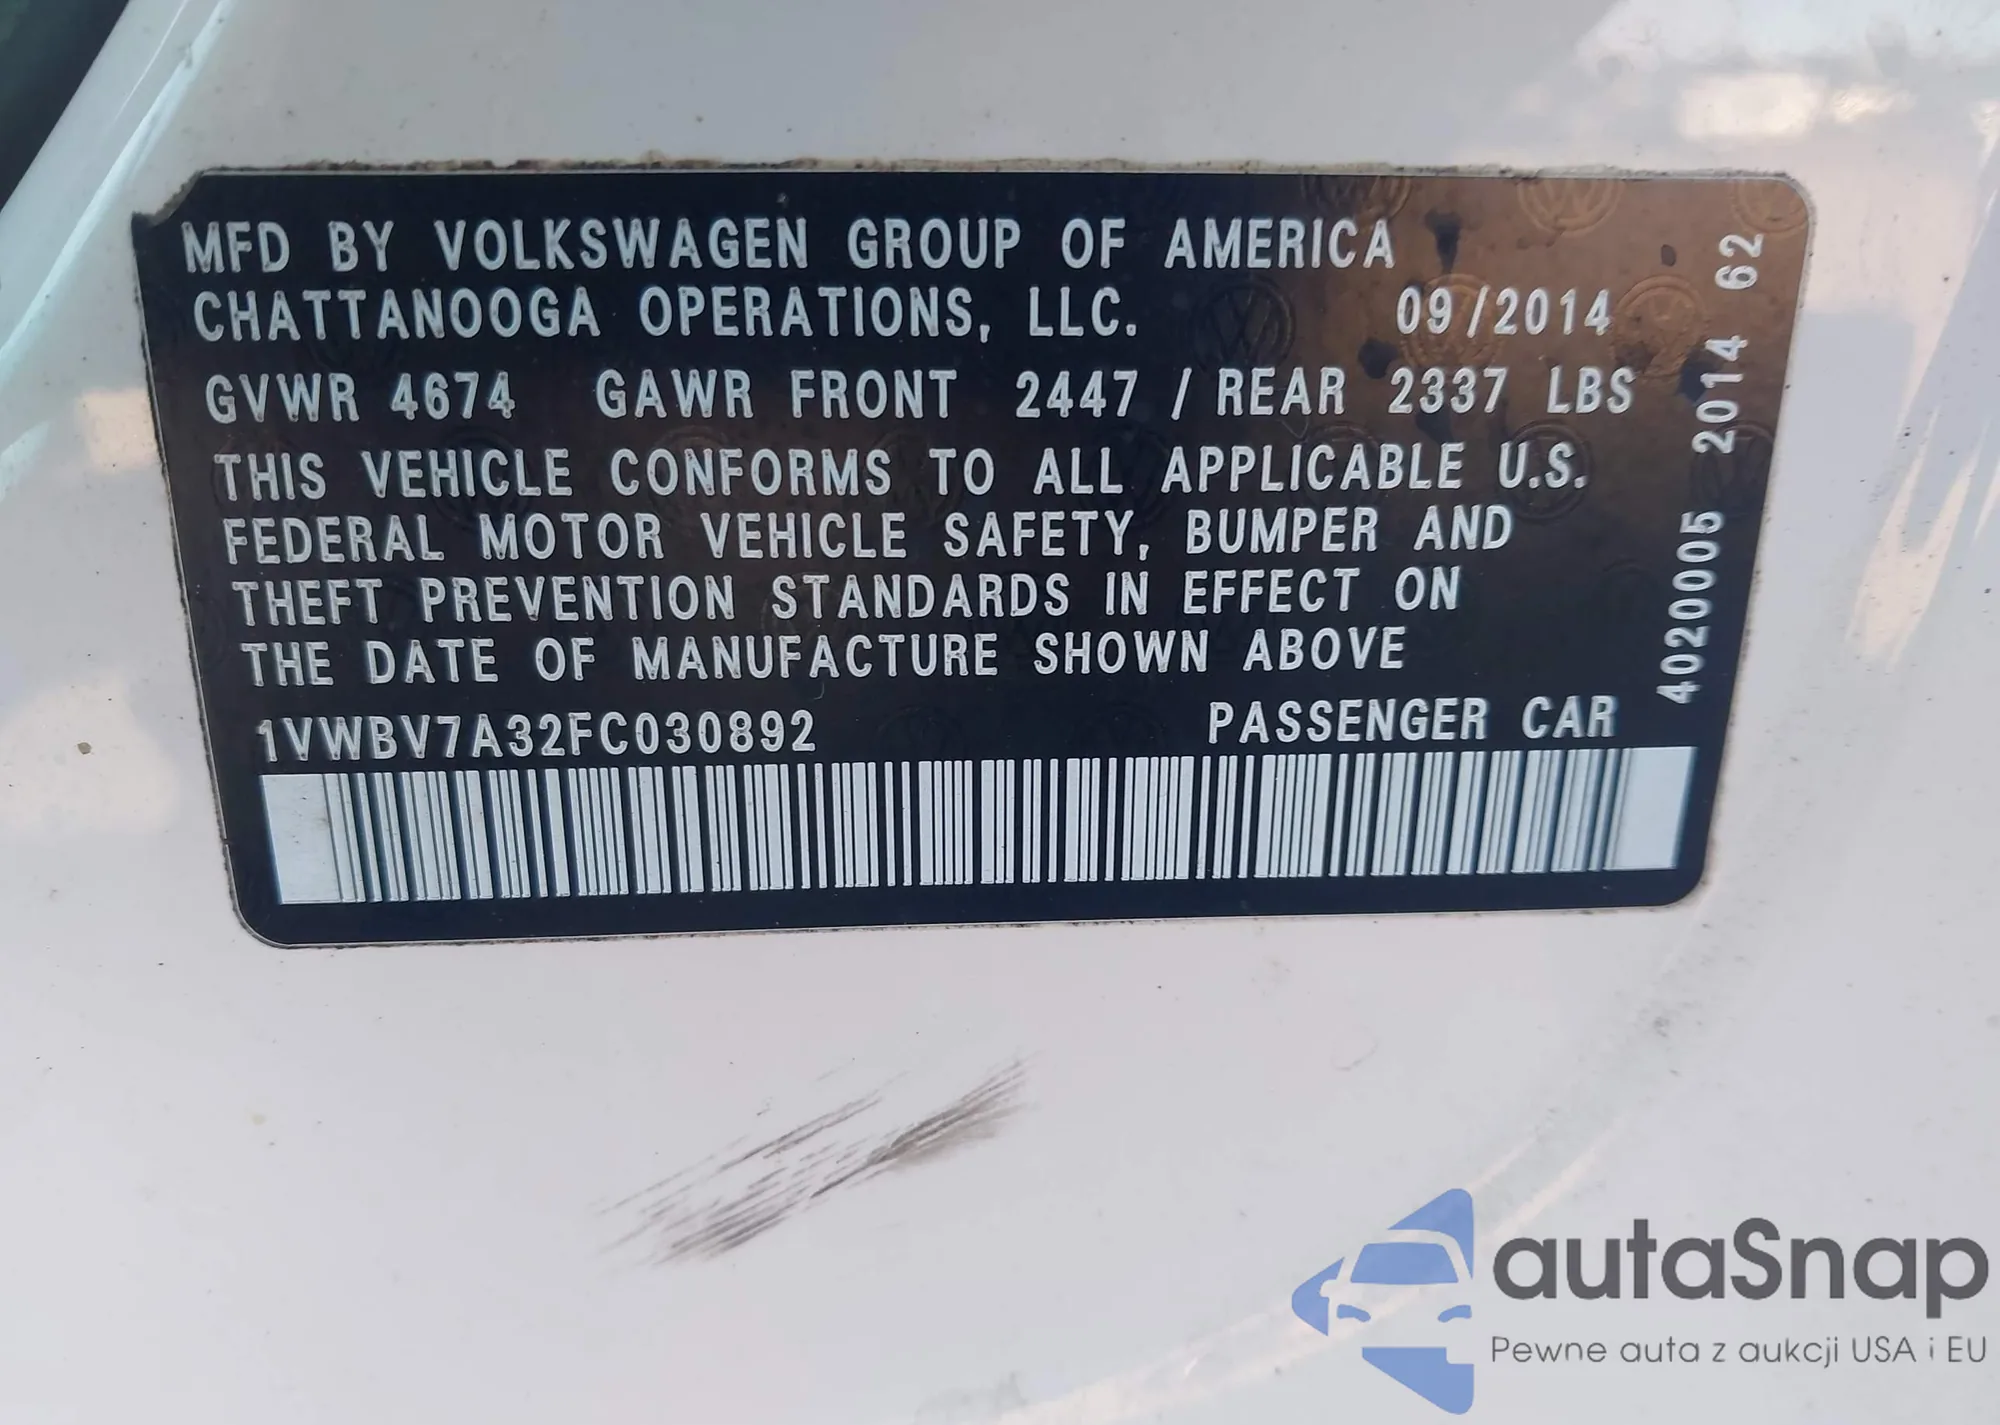 MFD BY VOLKSWAGEN GROUP OF AMERICA
CHATTANOOGA OPERATIONS, LLC. 09/2014
GVWR 4674 GAWR FRONT 2447 / REAR 2337 LBS
THIS VEHICLE CONFORMS TO ALL APPLICABLE U.S.
FEDERAL MOTOR VEHICLE SAFETY, BUMPER AND
THEFT PREVENTION STANDARDS IN EFFECT ON
THE DATE OF MANUFACTURE SHOWN ABOVE
1VWBV7A32FC030892 PASSENGER CAR
4020005 2014 62
autaSnap
Pewne auta z aukcji USA i EU